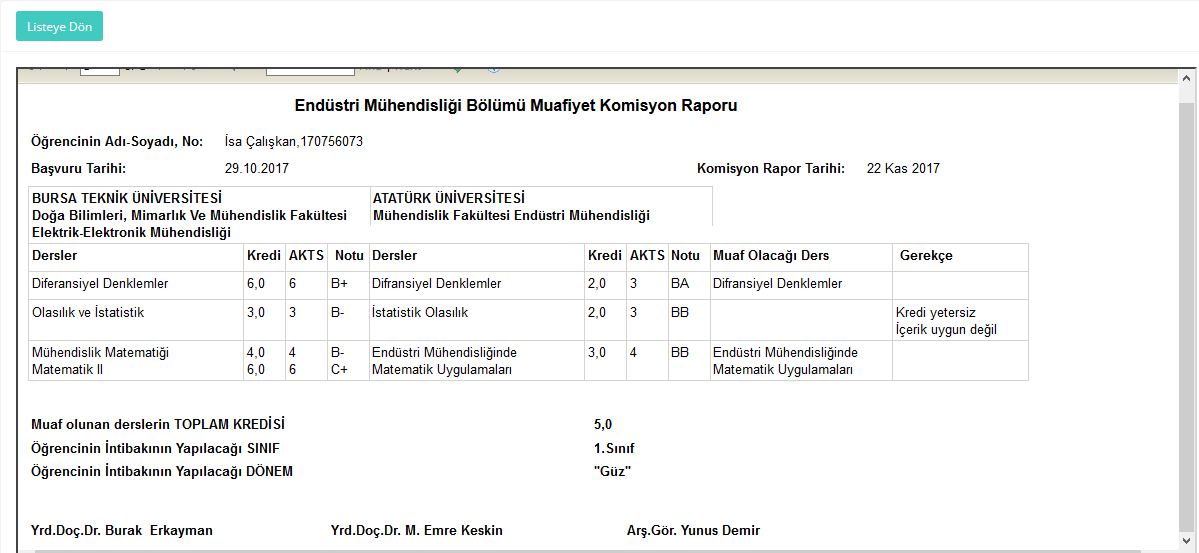 Listeye Dön
Endüstri Mühendisliği Bölümü Muafiyet Komisyon Raporu
Öğrencinin Adı-Soyadı, No: İsa Çalışkan,170756073
Başvuru Tarihi: 29.10.2017 Komisyon Rapor Tarihi: 22 Kas 2017
BURSA TEKNİK ÜNİVERSİTESİ ATATÜRK ÜNİVERSİTESİ
Doğa Bilimleri, Mimarlık Ve Mühendislik Fakültesi Mühendislik Fakültesi Endüstri Mühendisliği
Elektrik-Elektronik Mühendisliği
Dersler Kredi AKTS Notu Dersler Kredi AKTS Notu Muaf Olacağı Ders Gerekçe
Diferansiyel Denklemler 6,0 6 B+ Difransiyel Denklemler 2,0 3 BA Difransiyel Denklemler
Olasılık ve İstatistik 3,0 3 B- İstatistik Olasılık 2,0 3 BB Kredi yetersiz
İçerik uygun değil
Mühendislik Matematiği 4,0 4 B- Endüstri Mühendisliğinde 3,0 4 BB Endüstri Mühendisliğinde
Matematik II 6,0 6 C+ Matematik Uygulamaları Matematik Uygulamaları
Muaf olunan derslerin TOPLAM KREDİSİ 5,0
Öğrencinin İntibakının Yapılacağı SINIF 1.Sınıf
Öğrencinin İntibakının Yapılacağı DÖNEM "Güz"
Yrd.Doç.Dr. Burak Erkayman Yrd.Doç.Dr. M. Emre Keskin Arş.Gör. Yunus Demir